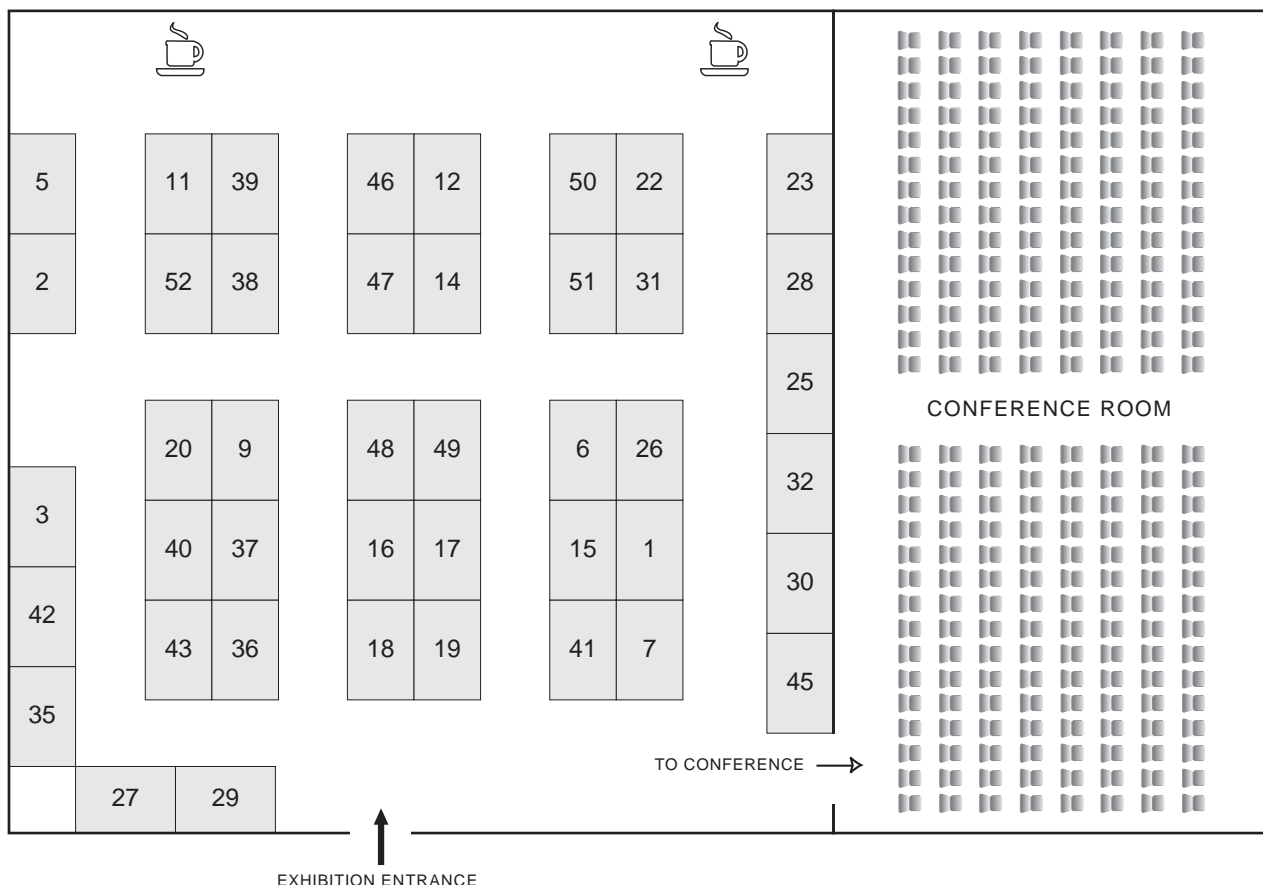 5 11 39 46 12 50 22 23
2 52 38 47 14 51 31 28
25
CONFERENCE ROOM
20 9 48 49 6 26
32
3
40 37 16 17 15 1
30
42
43 36 18 19 41 7
45
35
TO CONFERENCE
27 29
EXHIBITION ENTRANCE